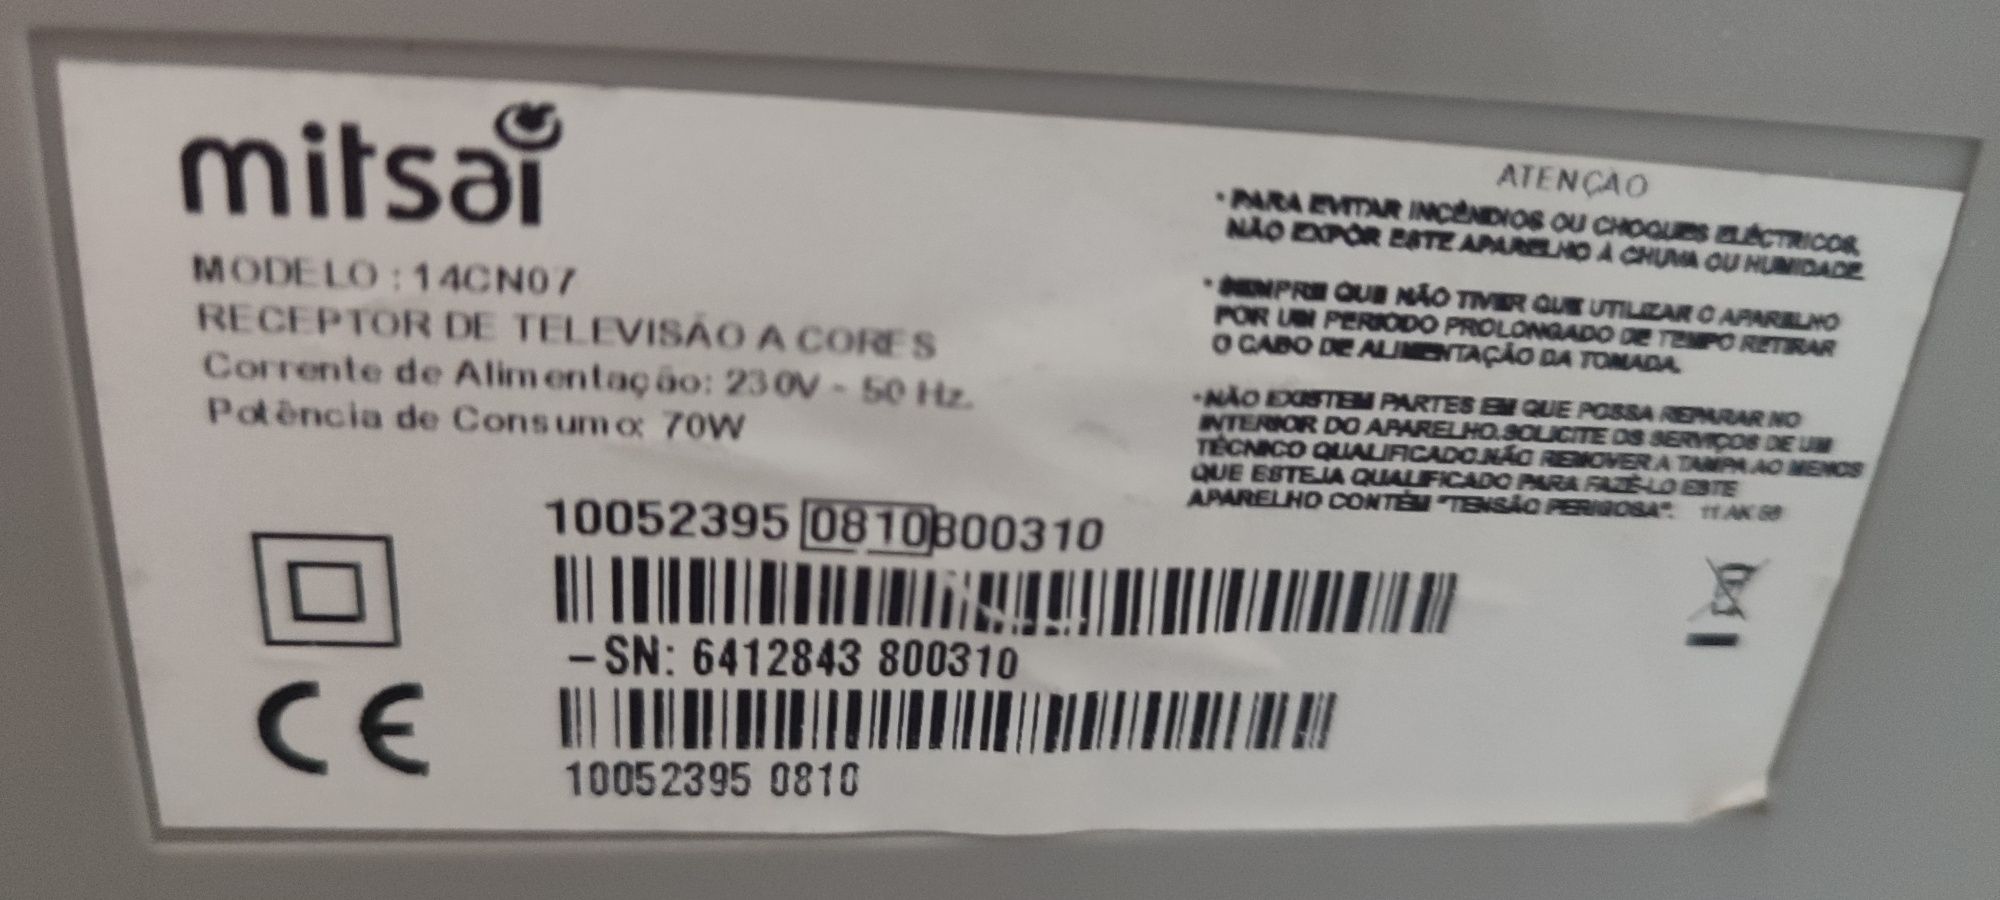 mitsai
MODELO : 14CN07
RECEPTOR DE TELEVISÃO A CORES
Corrente de Alimentação: 230V ~ 50 Hz.
Potência de Consumo: 70W
10052395 0810 800310
–SN: 6412843 800310
10052395 0810
CE
ATENÇÃO
• PARA EVITAR INCÊNDIOS OU CHOQUES ELÉCTRICOS,
NÃO EXPÔR ESTE APARELHO À CHUVA OU HUMIDADE.
• SEMPRE QUE NÃO TIVER QUE UTILIZAR O APARELHO
POR UM PERIODO PROLONGADO DE TEMPO RETIRAR
O CABO DE ALIMENTAÇÃO DA TOMADA.
•NÃO EXISTEM PARTES EM QUE POSSA REPARAR NO
INTERIOR DO APARELHO.SOLICITE OS SERVIÇOS DE UM
TÉCNICO QUALIFICADO.NÃO REMOVER A TAMPA AO MENOS
QUE ESTEJA QUALIFICADO PARA FAZÊ-LO ESTE
APARELHO CONTÉM "TENSÃO PERIGOSA".